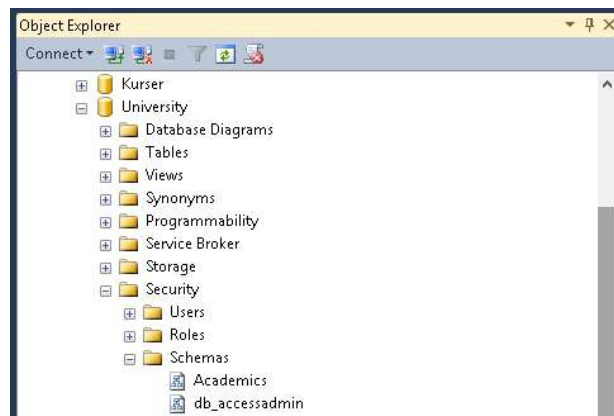 Object Explorer
Connect
Kurser
University
Database Diagrams
Tables
Views
Synonyms
Programmability
Service Broker
Storage
Security
Users
Roles
Schemas
Academics
db_accessadmin